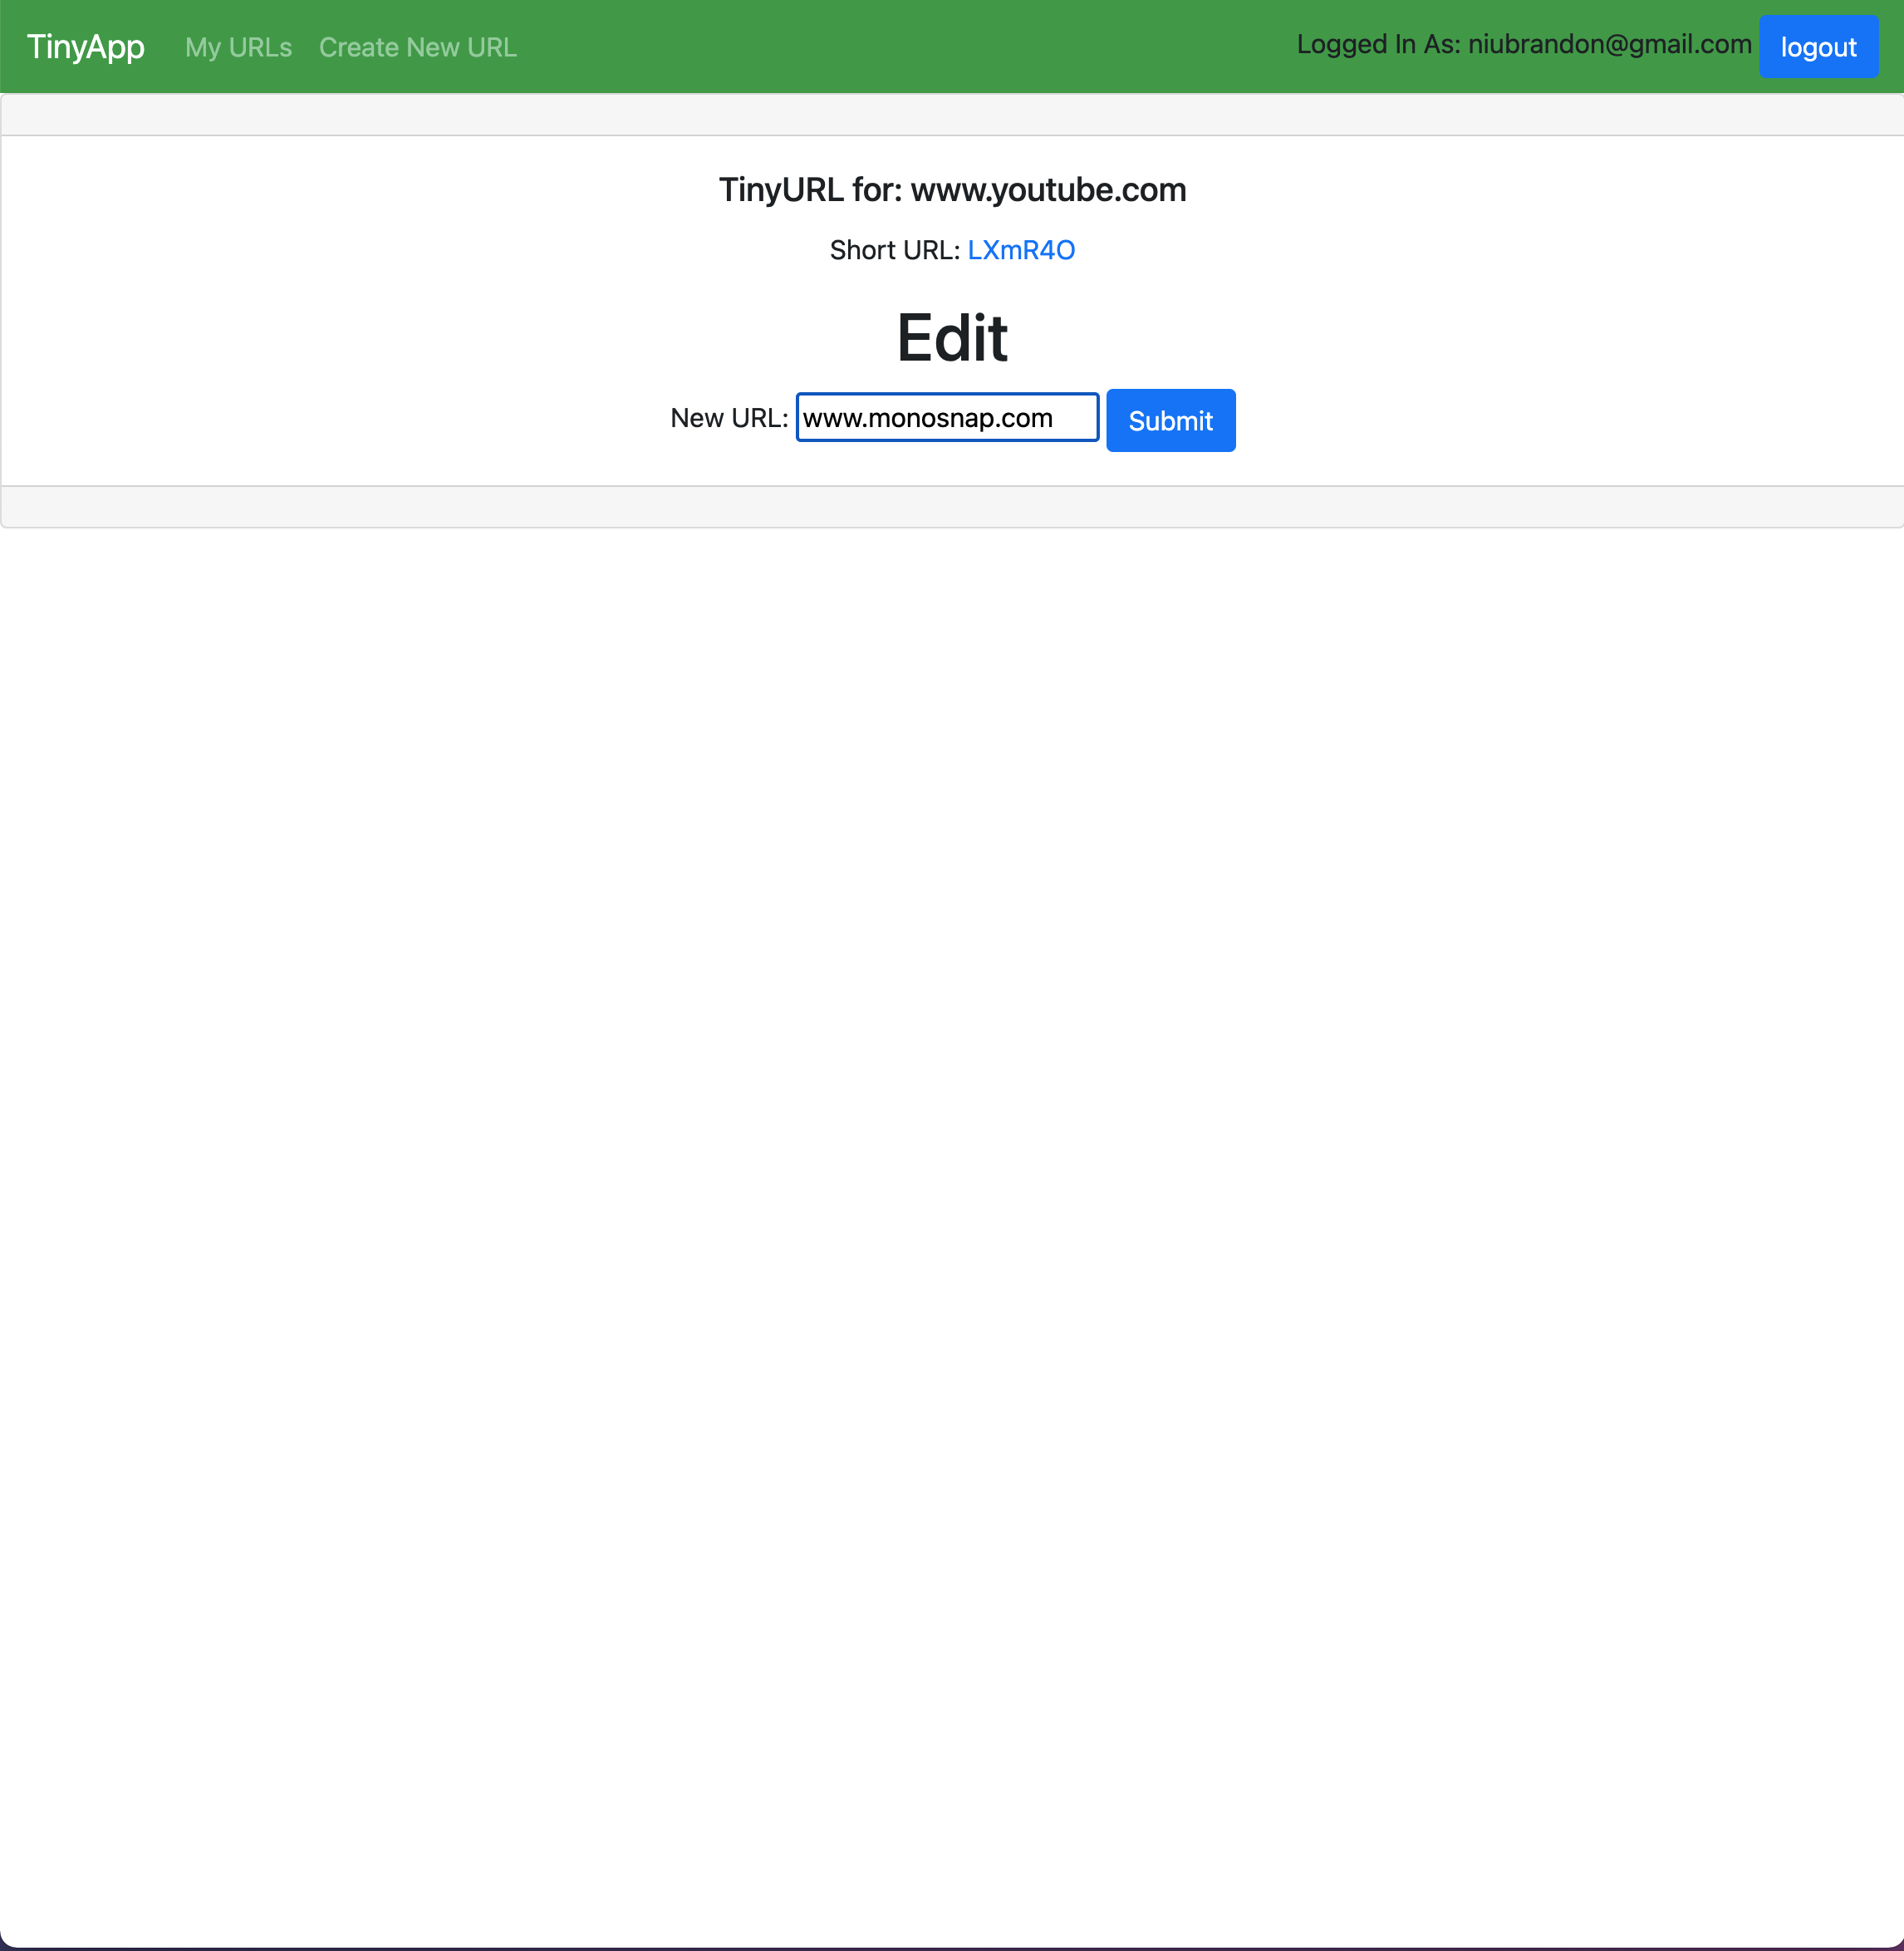 TinyApp My URLs Create New URL Logged In As: niubrandon@gmail.com logout
TinyURL for: www.youtube.com
Short URL: LXmR4O
Edit
New URL: www.monosnap.com Submit